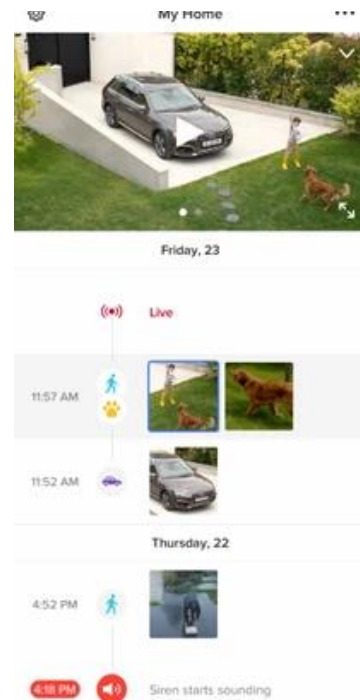 My Home
Friday, 23
Live
11:57 AM
11:52 AM
Thursday, 22
4:52 PM
4:18 PM Siren starts sounding